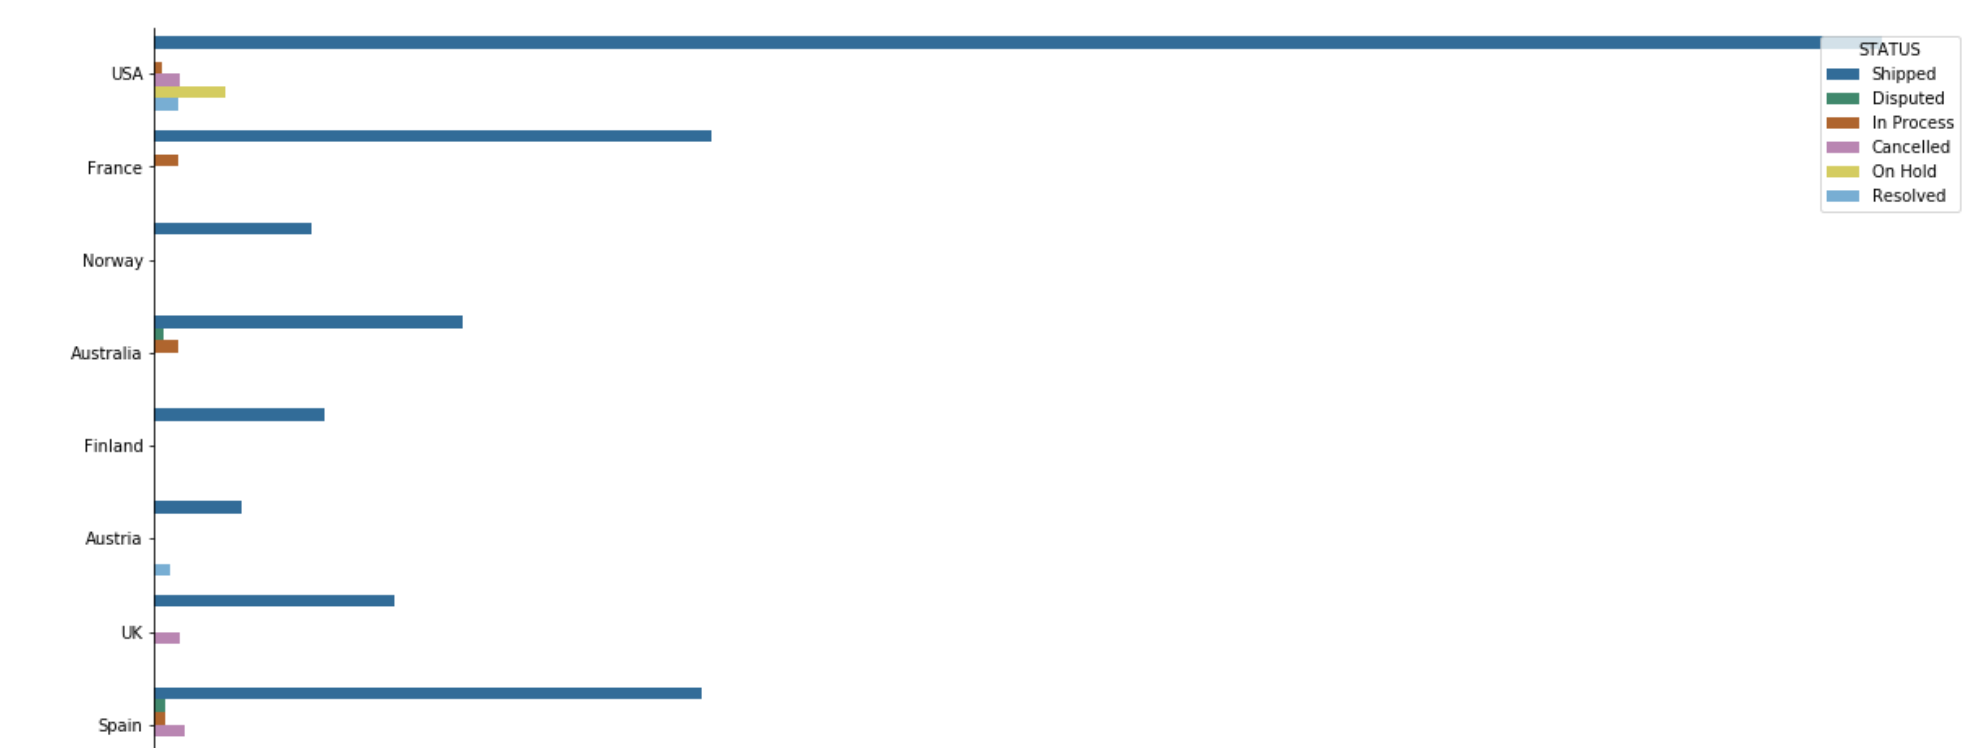 STATUS
Shipped
Disputed
In Process
Cancelled
On Hold
Resolved
USA
France
Norway
Australia
Finland
Austria
UK
Spain